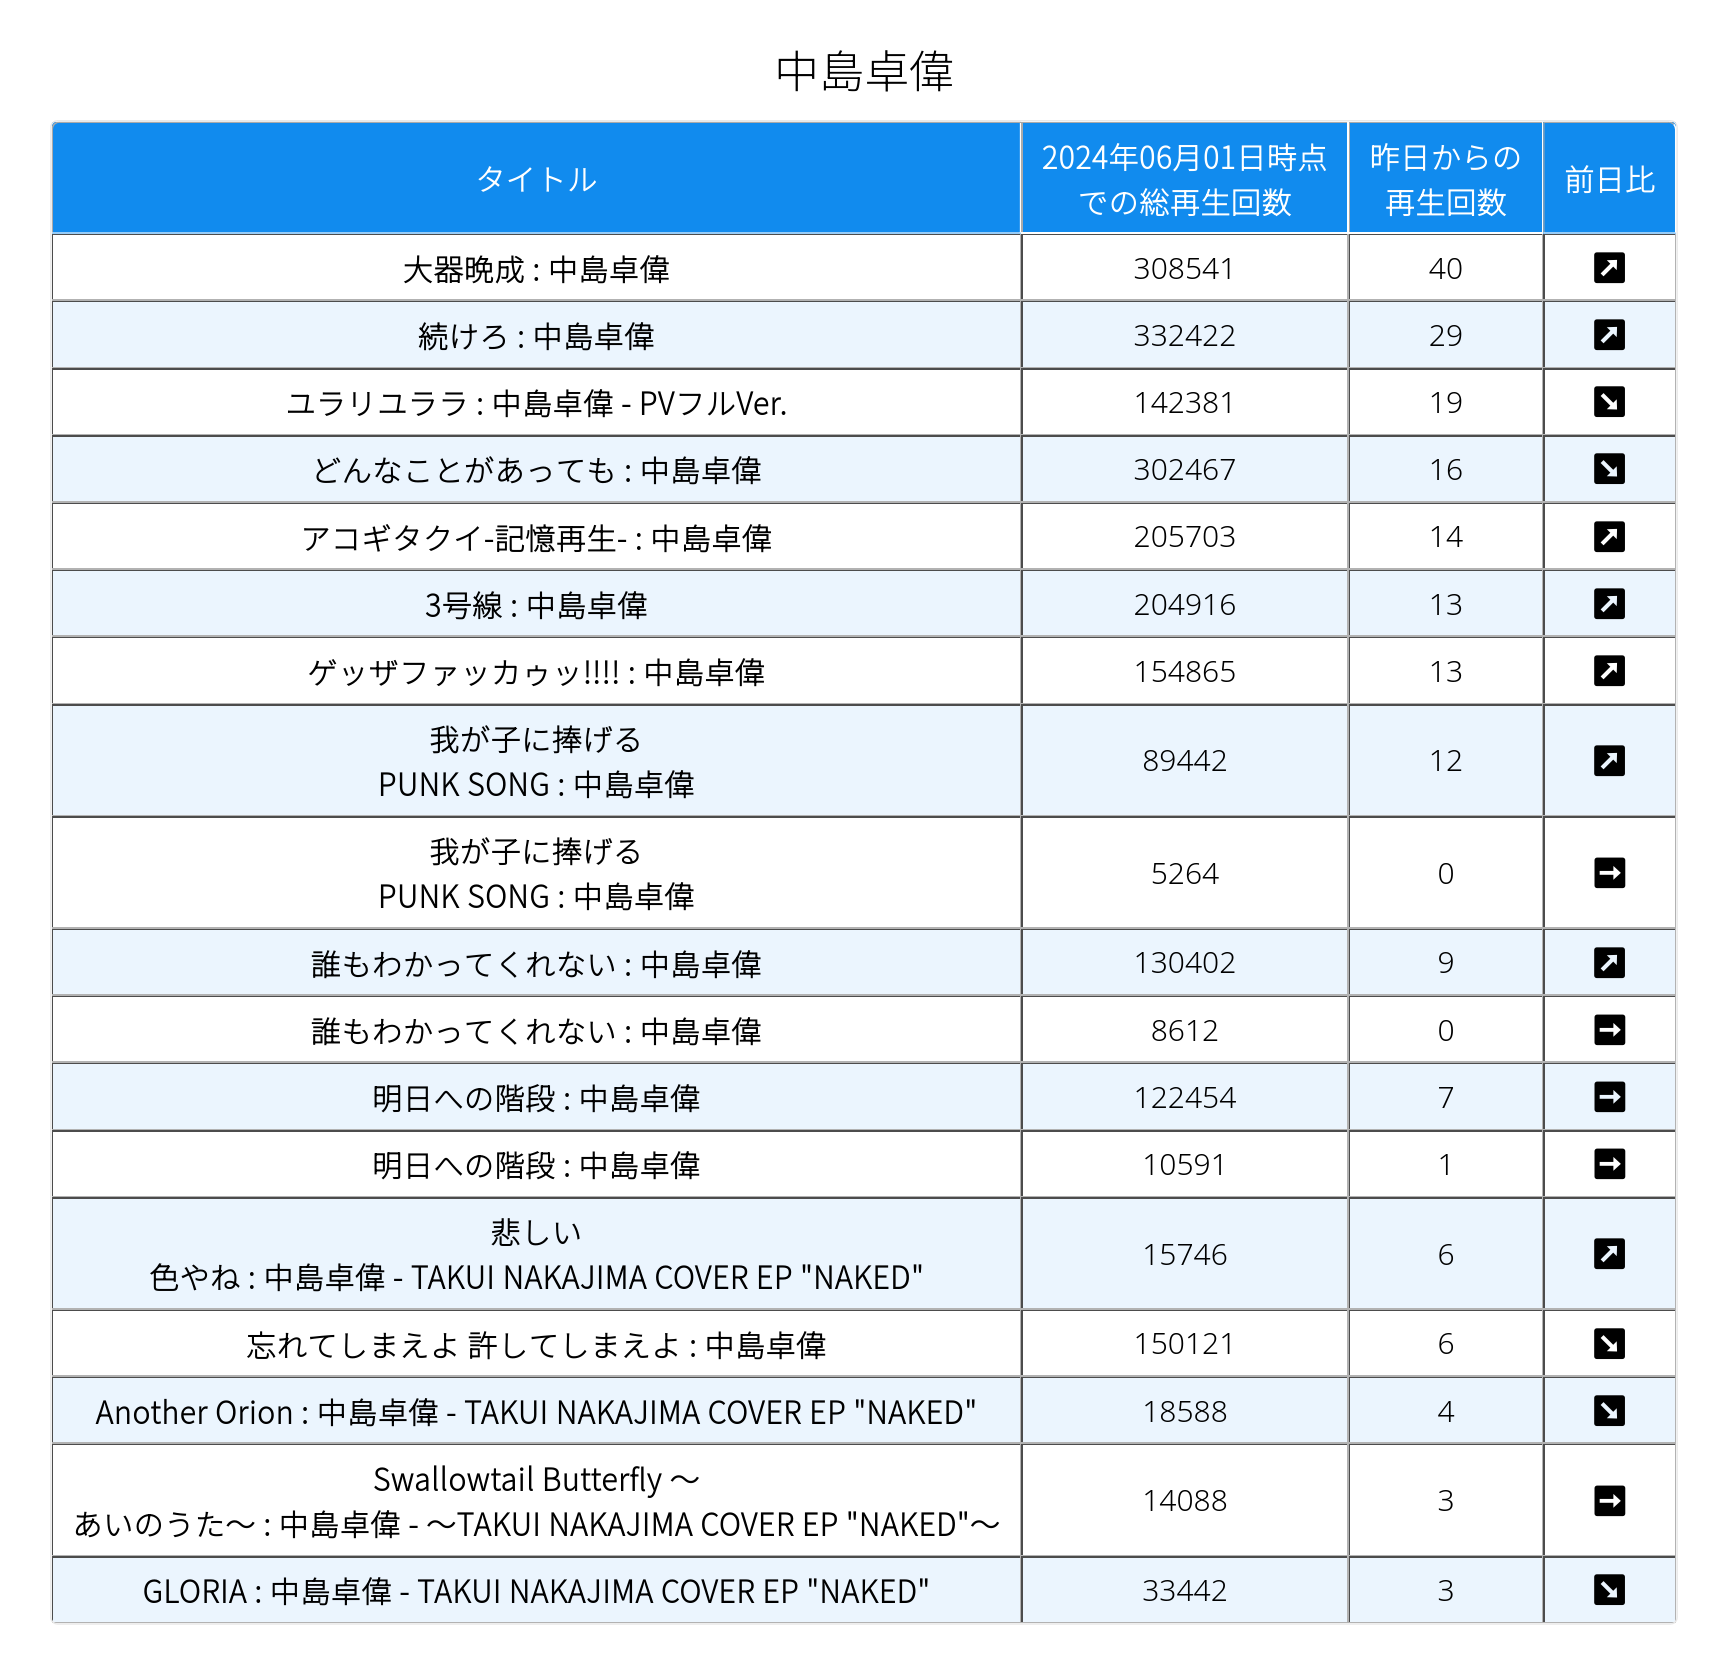 中島卓偉
タイトル
2024年06月01日時点
での総再生回数
昨日からの
再生回数
前日比
大器晩成 : 中島卓偉 308541 40
続けろ : 中島卓偉 332422 29
ユラリユララ : 中島卓偉 - PVフルVer. 142381 19
どんなことがあっても : 中島卓偉 302467 16
アコギタクイ-記憶再生- : 中島卓偉 205703 14
3号線 : 中島卓偉 204916 13
ゲッザファッカゥッ!!!! : 中島卓偉 154865 13
我が子に捧げる
PUNK SONG : 中島卓偉 89442 12
我が子に捧げる
PUNK SONG : 中島卓偉 5264 0
誰もわかってくれない : 中島卓偉 130402 9
誰もわかってくれない : 中島卓偉 8612 0
明日への階段 : 中島卓偉 122454 7
明日への階段 : 中島卓偉 10591 1
悲しい
色やね : 中島卓偉 - TAKUI NAKAJIMA COVER EP "NAKED" 15746 6
忘れてしまえよ 許してしまえよ : 中島卓偉 150121 6
Another Orion : 中島卓偉 - TAKUI NAKAJIMA COVER EP "NAKED" 18588 4
Swallowtail Butterfly ～
あいのうた～ : 中島卓偉 - ～TAKUI NAKAJIMA COVER EP "NAKED"～ 14088 3
GLORIA : 中島卓偉 - TAKUI NAKAJIMA COVER EP "NAKED" 33442 3